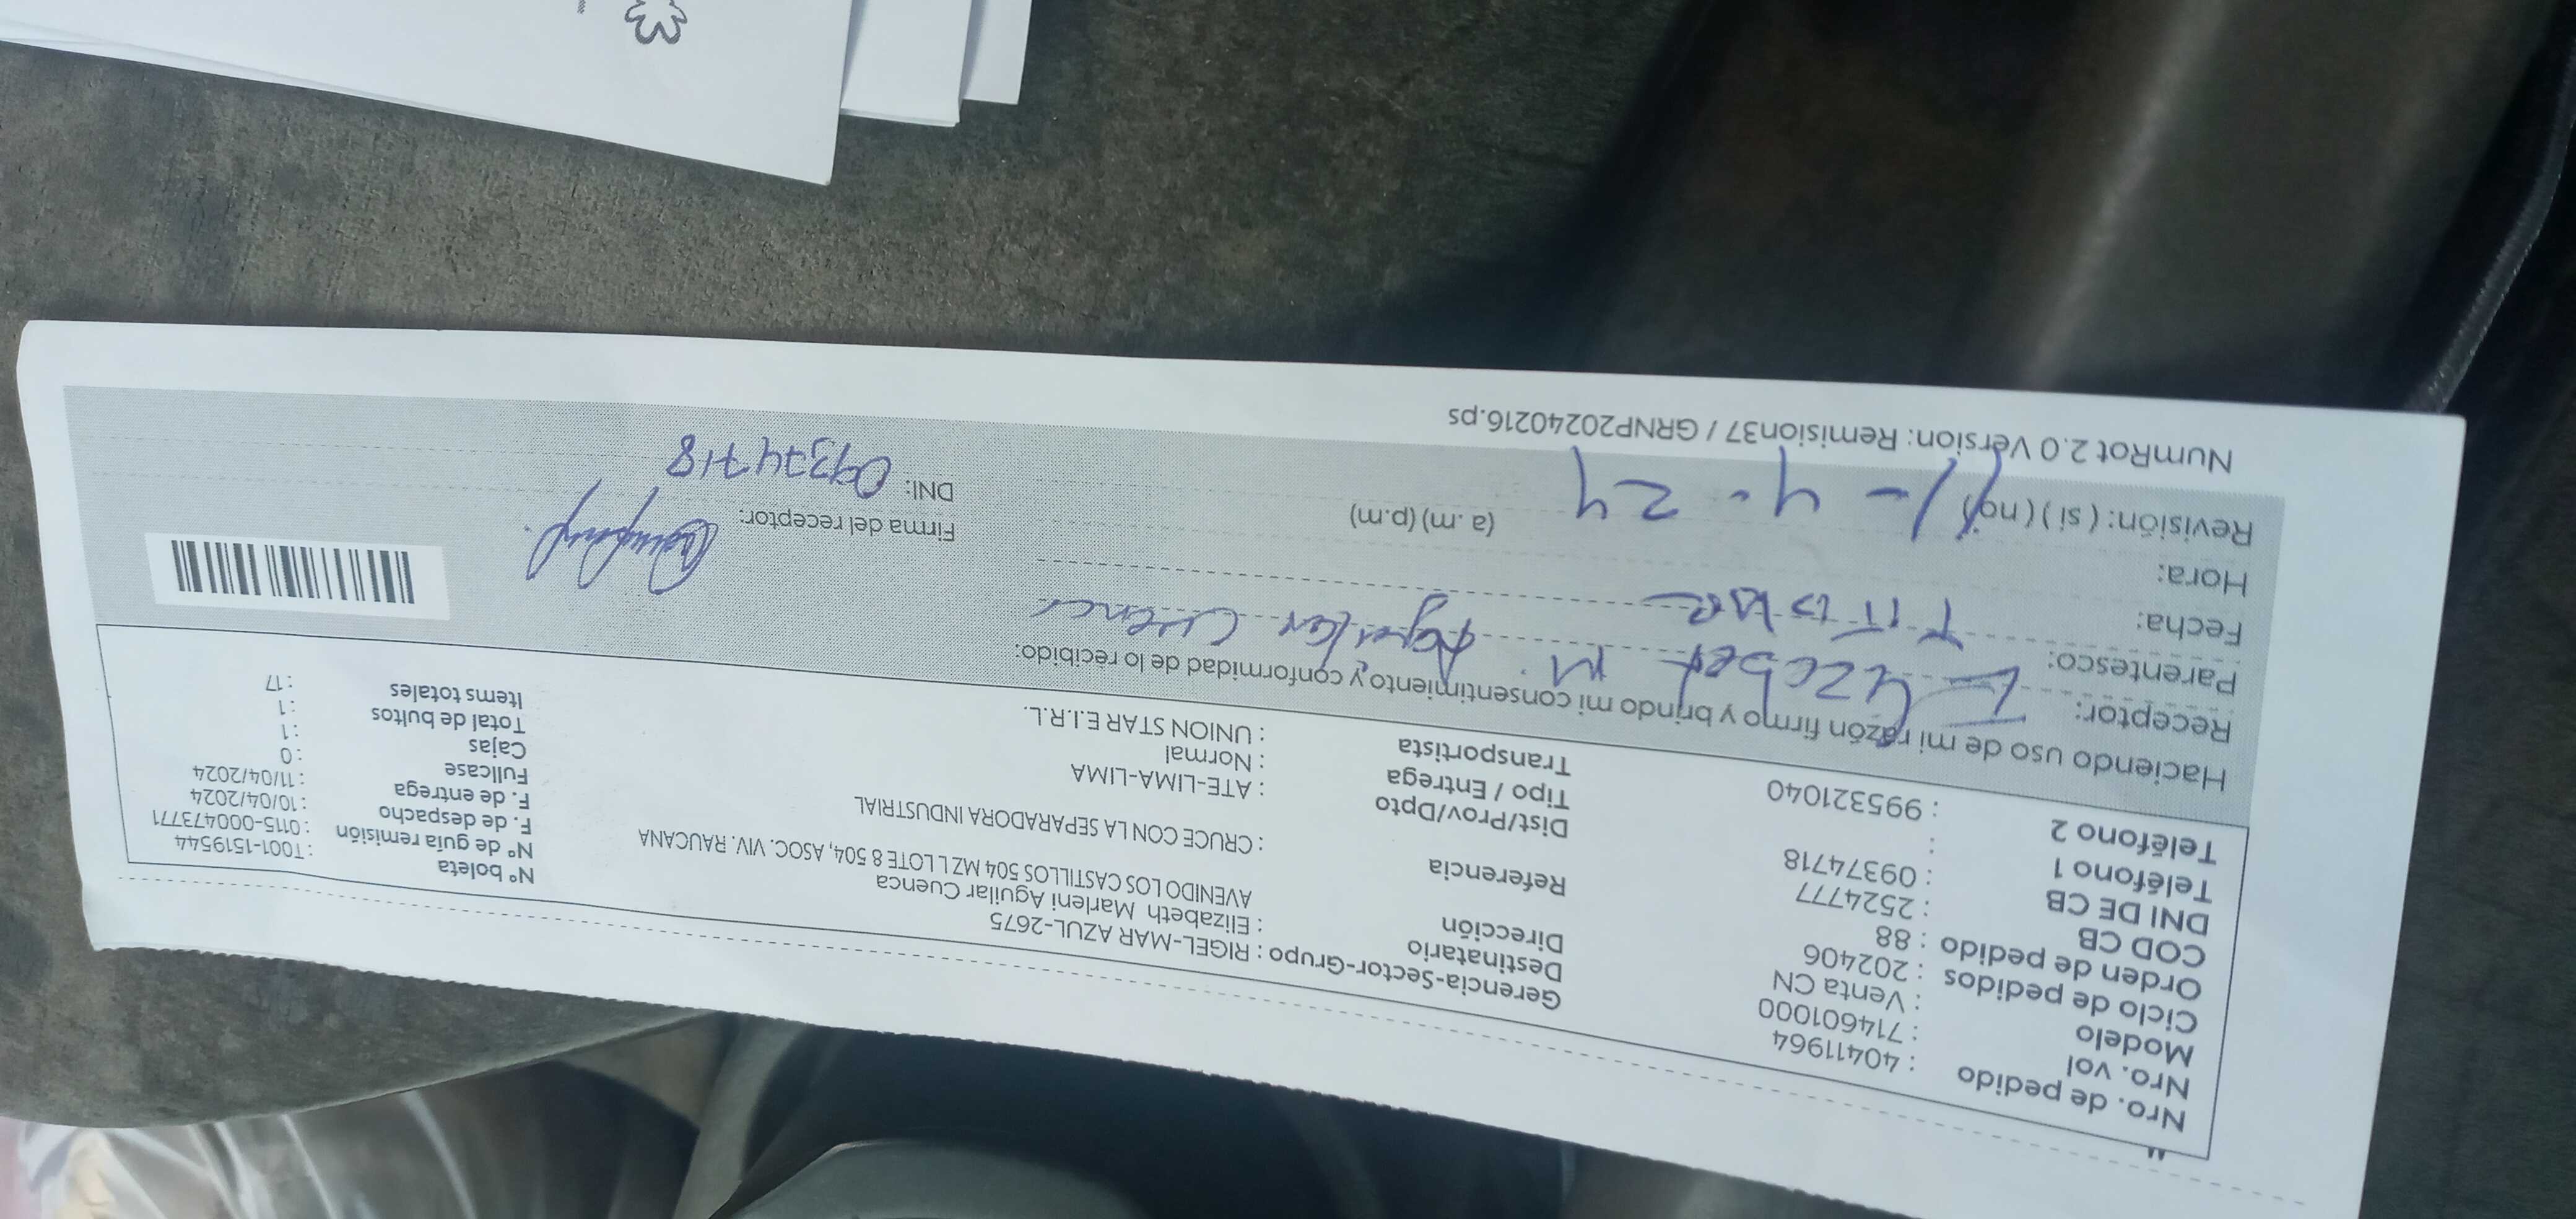 Nro. de pedido : 40411964
Nro. vol : 714601000
Modelo : Venta CN
Ciclo de pedidos : 202406
Orden de pedido : 88
COD CB : 2524777
DNI DE CB : 09374718
Teléfono 1 :
Teléfono 2 : 995321040
Gerencia-Sector-Grupo : RIGEL-MAR AZUL-2675
Destinatario : Elizabeth Marleni Aguilar Cuenca
Dirección AVENIDO LOS CASTILLOS 504 MZ L LOTE 8 504, ASOC. VIV. RAUCANA
Referencia : CRUCE CON LA SEPARADORA INDUSTRIAL
Dist/Prov/Dpto : ATE-LIMA-LIMA
Tipo / Entrega : Normal
Transportista : UNION STAR E.I.R.L.
Nº boleta : T001-1519544
Nº de guía remisión : 0115-000473771
F. de despacho : 10/04/2024
F. de entrega : 11/04/2024
Fullcase : 0
Cajas : 1
Total de bultos : 1
Items totales : 17
Haciendo uso de mi razón firmo y brindo mi consentimiento y conformidad de lo recibido:
Receptor: M. Aguilar Cuenca
Parentesco: Titular
Fecha:
Hora: (a.m) (p.m)
Revisión: (si) (no) 4 - 24
Firma del receptor:
DNI: 09374718
NumRot 2.0 Version: Remision37 / GRNP20240216.ps